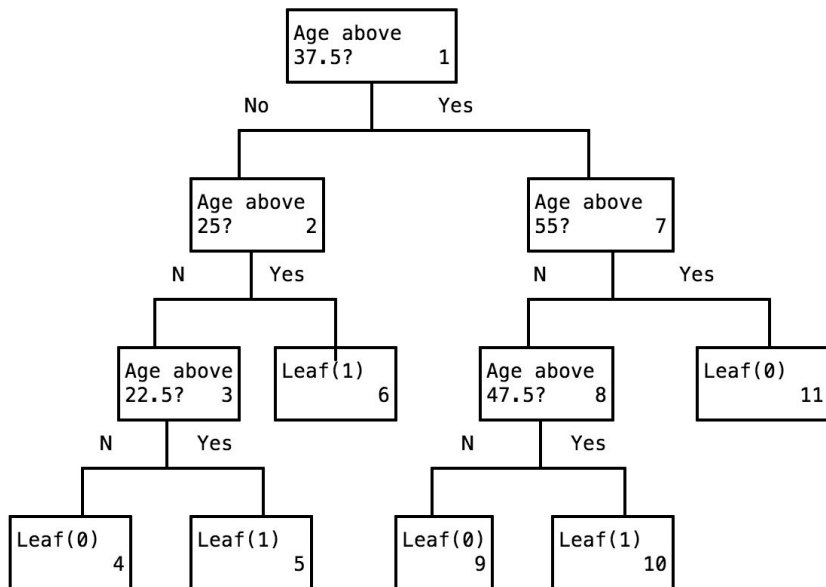 Age above
37.5? 1
No Yes
Age above
25? 2
Age above
55? 7
N Yes
N Yes
Age above
22.5? 3
Leaf(1)
6
Age above
47.5? 8
Leaf(0)
11
N Yes
N Yes
Leaf(0)
4
Leaf(1)
5
Leaf(0)
9
Leaf(1)
10